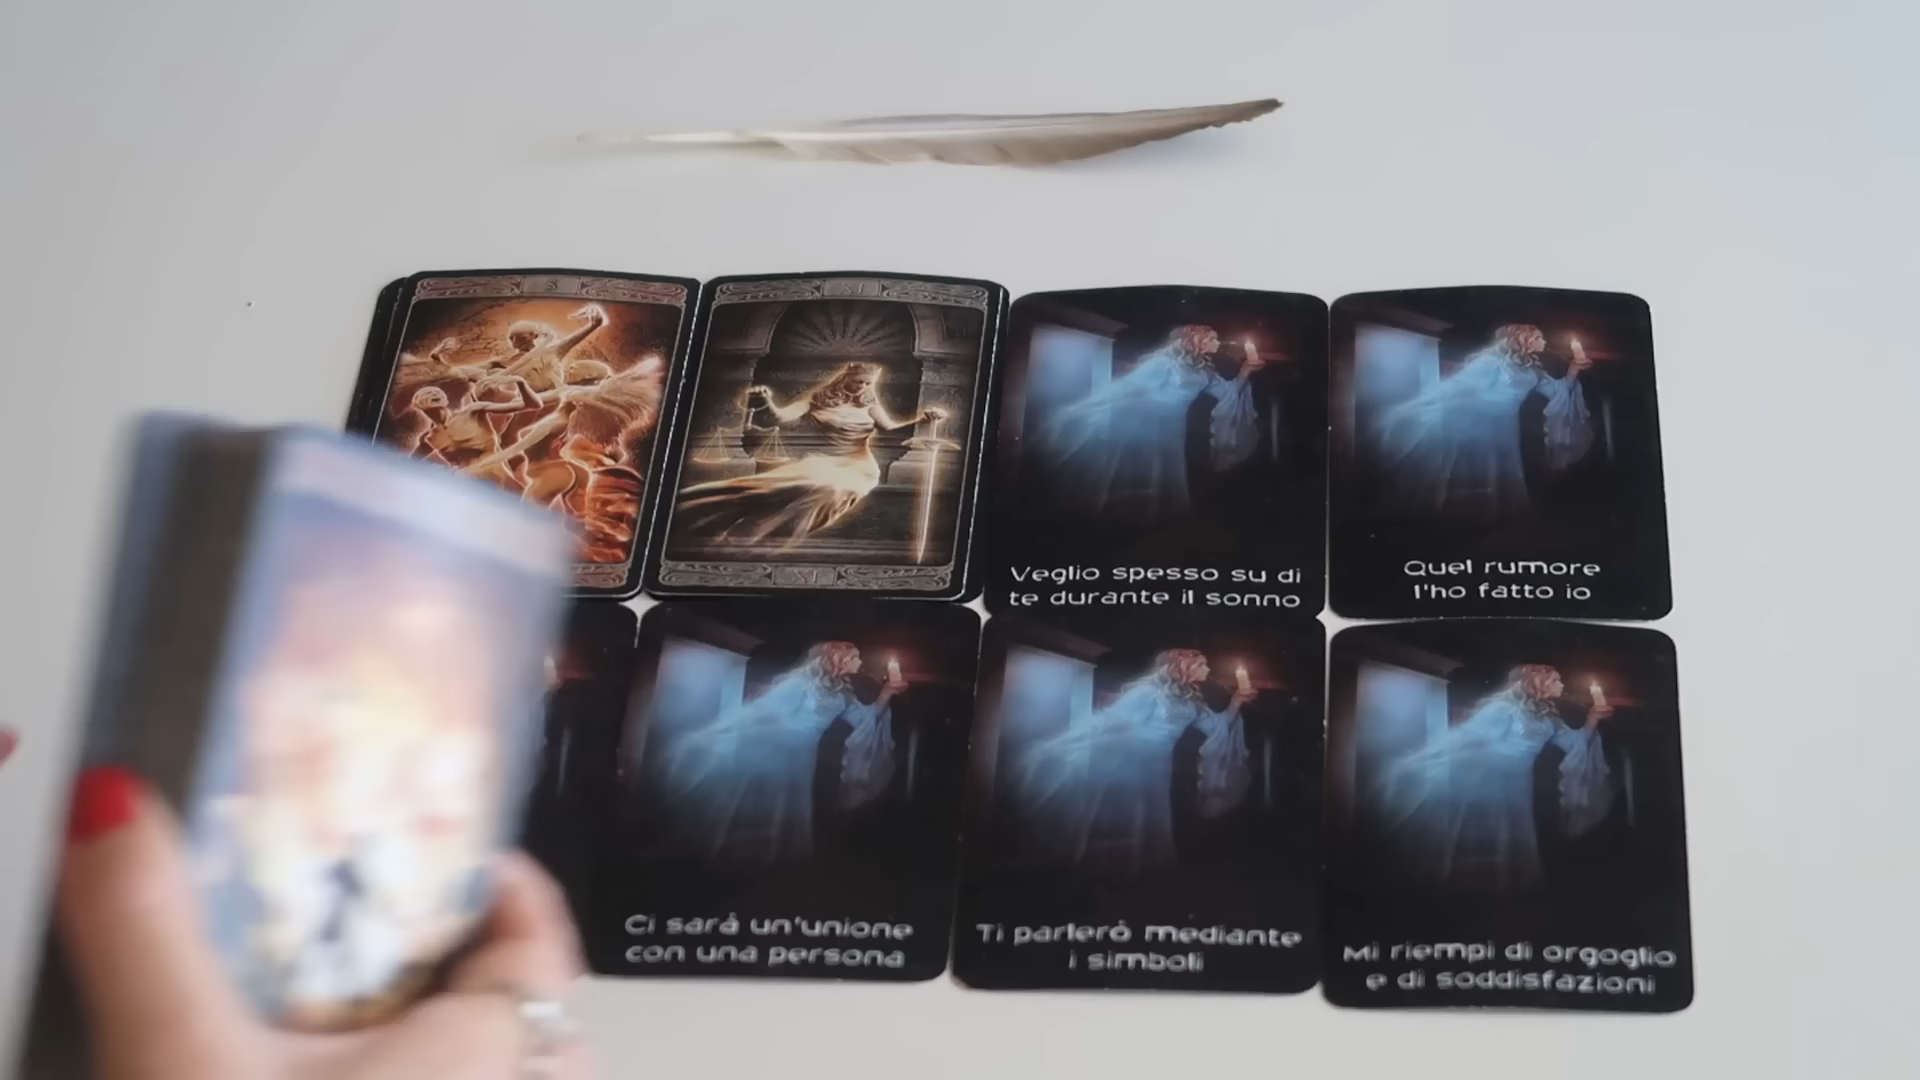 Veglio spesso su di
te durante il sonno
Quel rumore
l'ho fatto io
Ci sarà un'unione
con una persona
Ti parlerò mediante
i simboli
Mi riempi di orgoglio
e di soddisfazioni